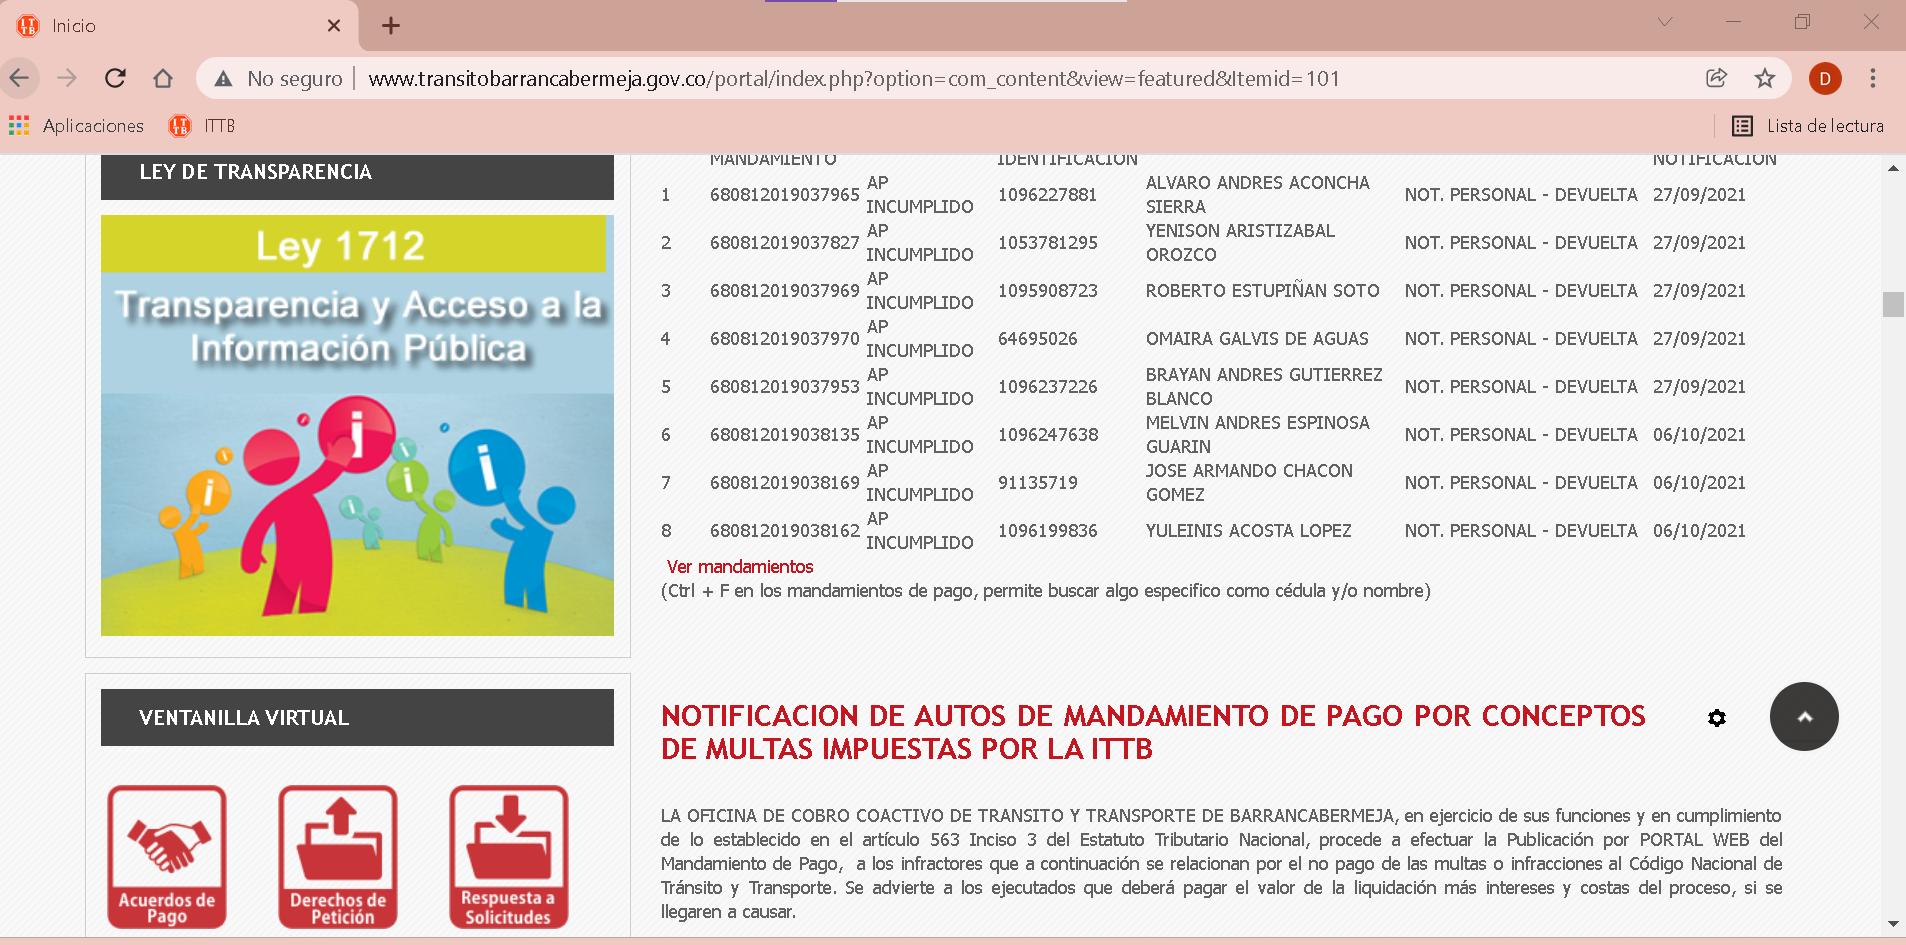 Inicio
No seguro www.transitobarrancabermeja.gov.co/portal/index.php?option=com_content&view=featured&Itemid=101
D
Aplicaciones ITTB Lista de lectura
LEY DE TRANSPARENCIA
Ley 1712
Transparencia y Acceso a la
Información Pública
VENTANILLA VIRTUAL
Acuerdos de
Pago
Derechos de
Petición
Respuesta a
Solicitudes
MANDAMIENTO IDENTIFICACION NOTIFICACION
1 680812019037965 AP INCUMPLIDO 1096227881 ALVARO ANDRES ACONCHA SIERRA NOT. PERSONAL - DEVUELTA 27/09/2021
2 680812019037827 AP INCUMPLIDO 1053781295 YENISON ARISTIZABAL OROZCO NOT. PERSONAL - DEVUELTA 27/09/2021
3 680812019037969 AP INCUMPLIDO 1095908723 ROBERTO ESTUPIÑAN SOTO NOT. PERSONAL - DEVUELTA 27/09/2021
4 680812019037970 AP INCUMPLIDO 64695026 OMAIRA GALVIS DE AGUAS NOT. PERSONAL - DEVUELTA 27/09/2021
5 680812019037953 AP INCUMPLIDO 1096237226 BRAYAN ANDRES GUTIERREZ BLANCO NOT. PERSONAL - DEVUELTA 27/09/2021
6 680812019038135 AP INCUMPLIDO 1096247638 MELVIN ANDRES ESPINOSA GUARIN NOT. PERSONAL - DEVUELTA 06/10/2021
7 680812019038169 AP INCUMPLIDO 91135719 JOSE ARMANDO CHACON GOMEZ NOT. PERSONAL - DEVUELTA 06/10/2021
8 680812019038162 AP INCUMPLIDO 1096199836 YULEINIS ACOSTA LOPEZ NOT. PERSONAL - DEVUELTA 06/10/2021
Ver mandamientos
(Ctrl + F en los mandamientos de pago, permite buscar algo especifico como cédula y/o nombre)
NOTIFICACION DE AUTOS DE MANDAMIENTO DE PAGO POR CONCEPTOS
DE MULTAS IMPUESTAS POR LA ITTB
LA OFICINA DE COBRO COACTIVO DE TRANSITO Y TRANSPORTE DE BARRANCABERMEJA, en ejercicio de sus funciones y en cumplimiento
de lo establecido en el artículo 563 Inciso 3 del Estatuto Tributario Nacional, procede a efectuar la Publicación por PORTAL WEB del
Mandamiento de Pago, a los infractores que a continuación se relacionan por el no pago de las multas o infracciones al Código Nacional de
Tránsito y Transporte. Se advierte a los ejecutados que deberá pagar el valor de la liquidación más intereses y costas del proceso, si se
llegaren a causar.